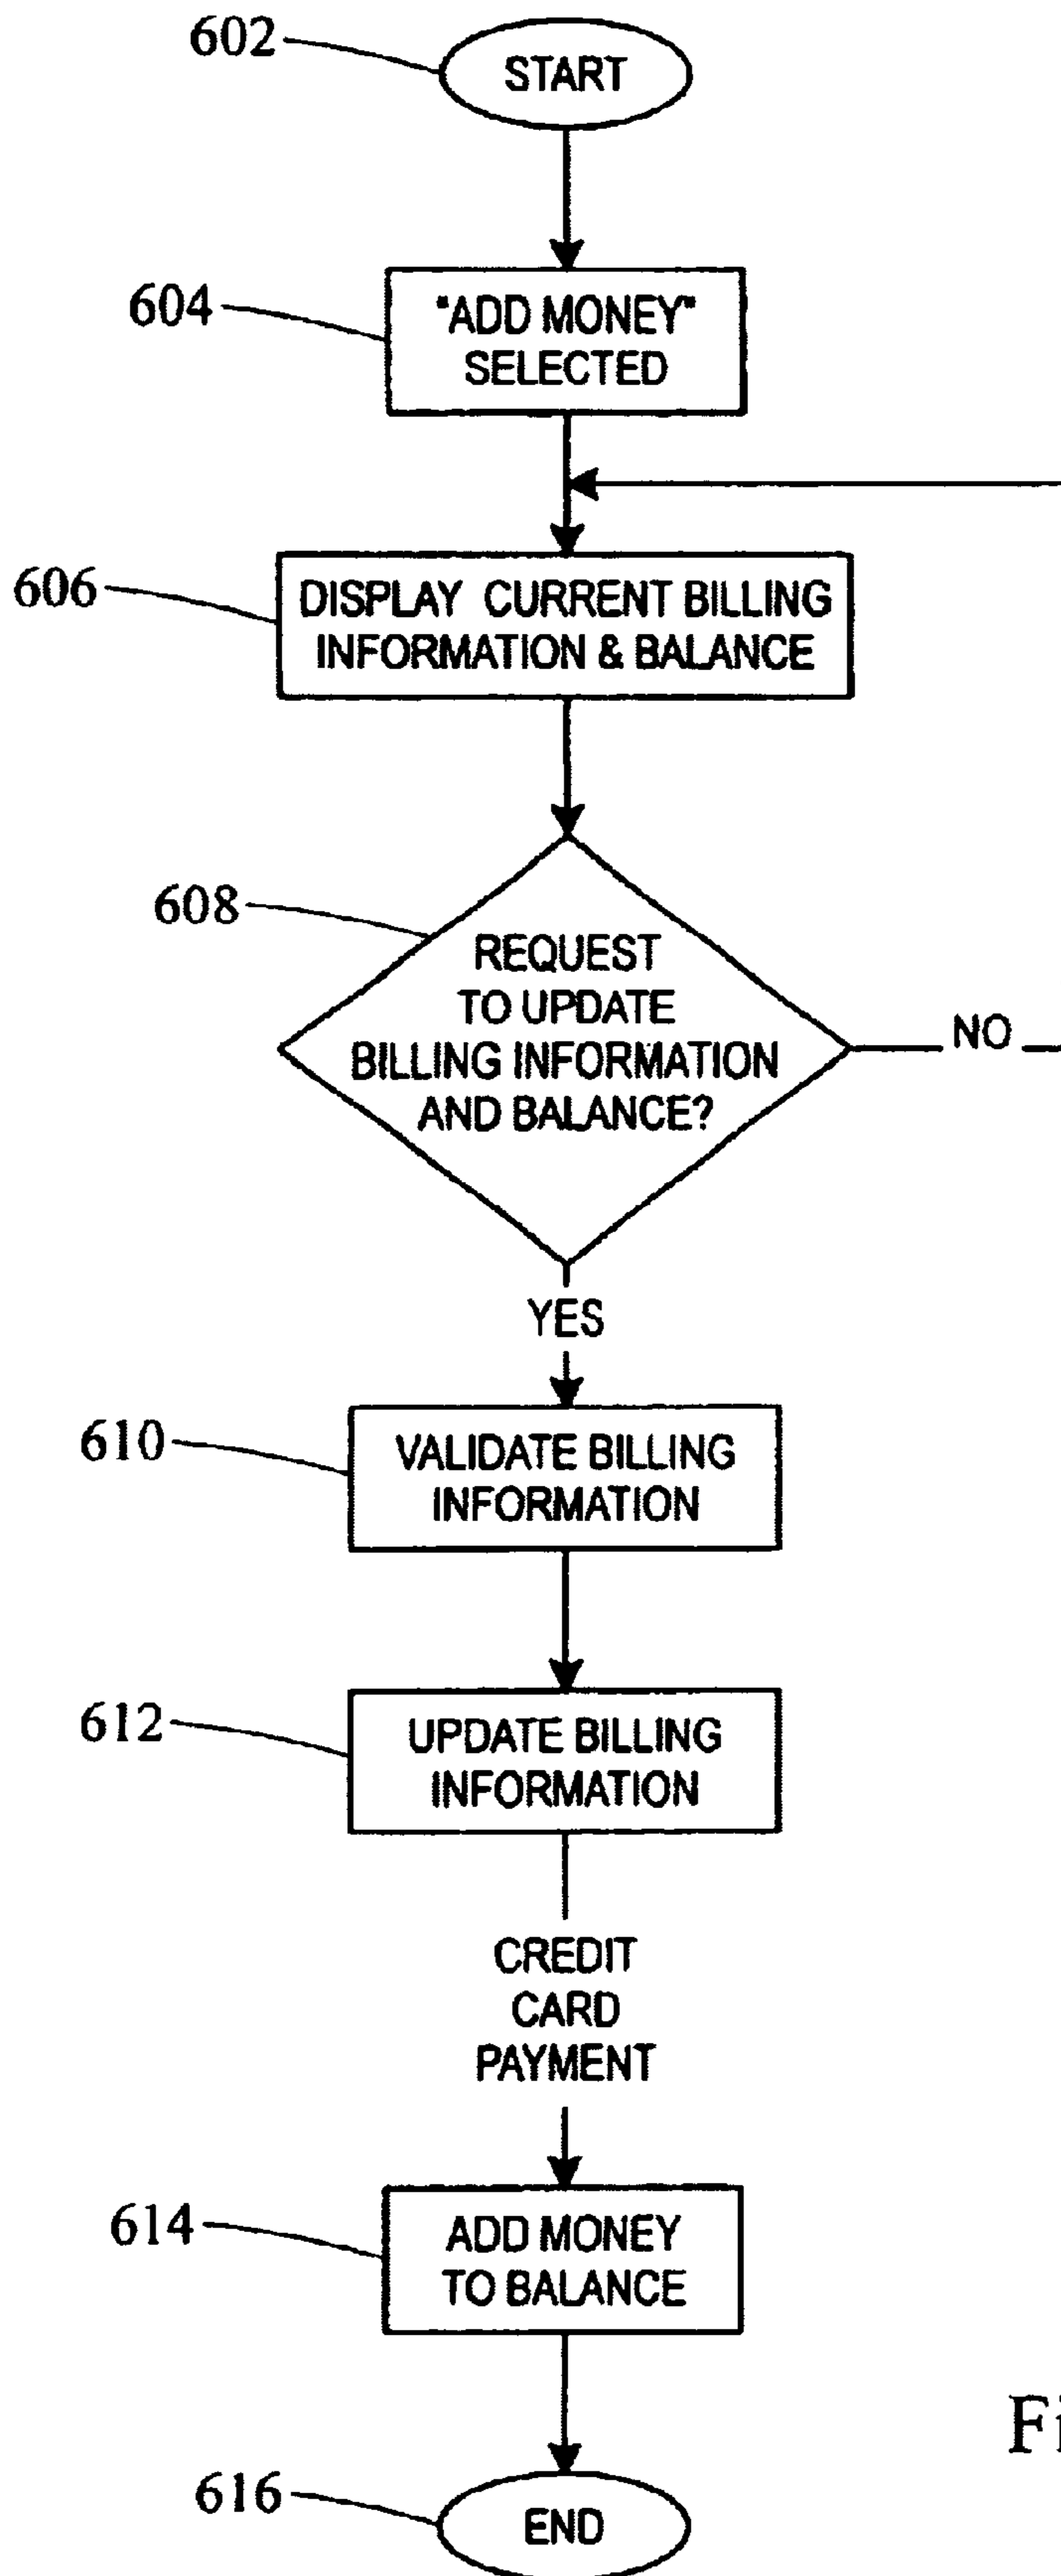 602
START
604
"ADD MONEY"
SELECTED
606
DISPLAY CURRENT BILLING
INFORMATION & BALANCE
608
REQUEST
TO UPDATE
BILLING INFORMATION
AND BALANCE?
NO
YES
610
VALIDATE BILLING
INFORMATION
612
UPDATE BILLING
INFORMATION
CREDIT
CARD
PAYMENT
614
ADD MONEY
TO BALANCE
Fi
616
END